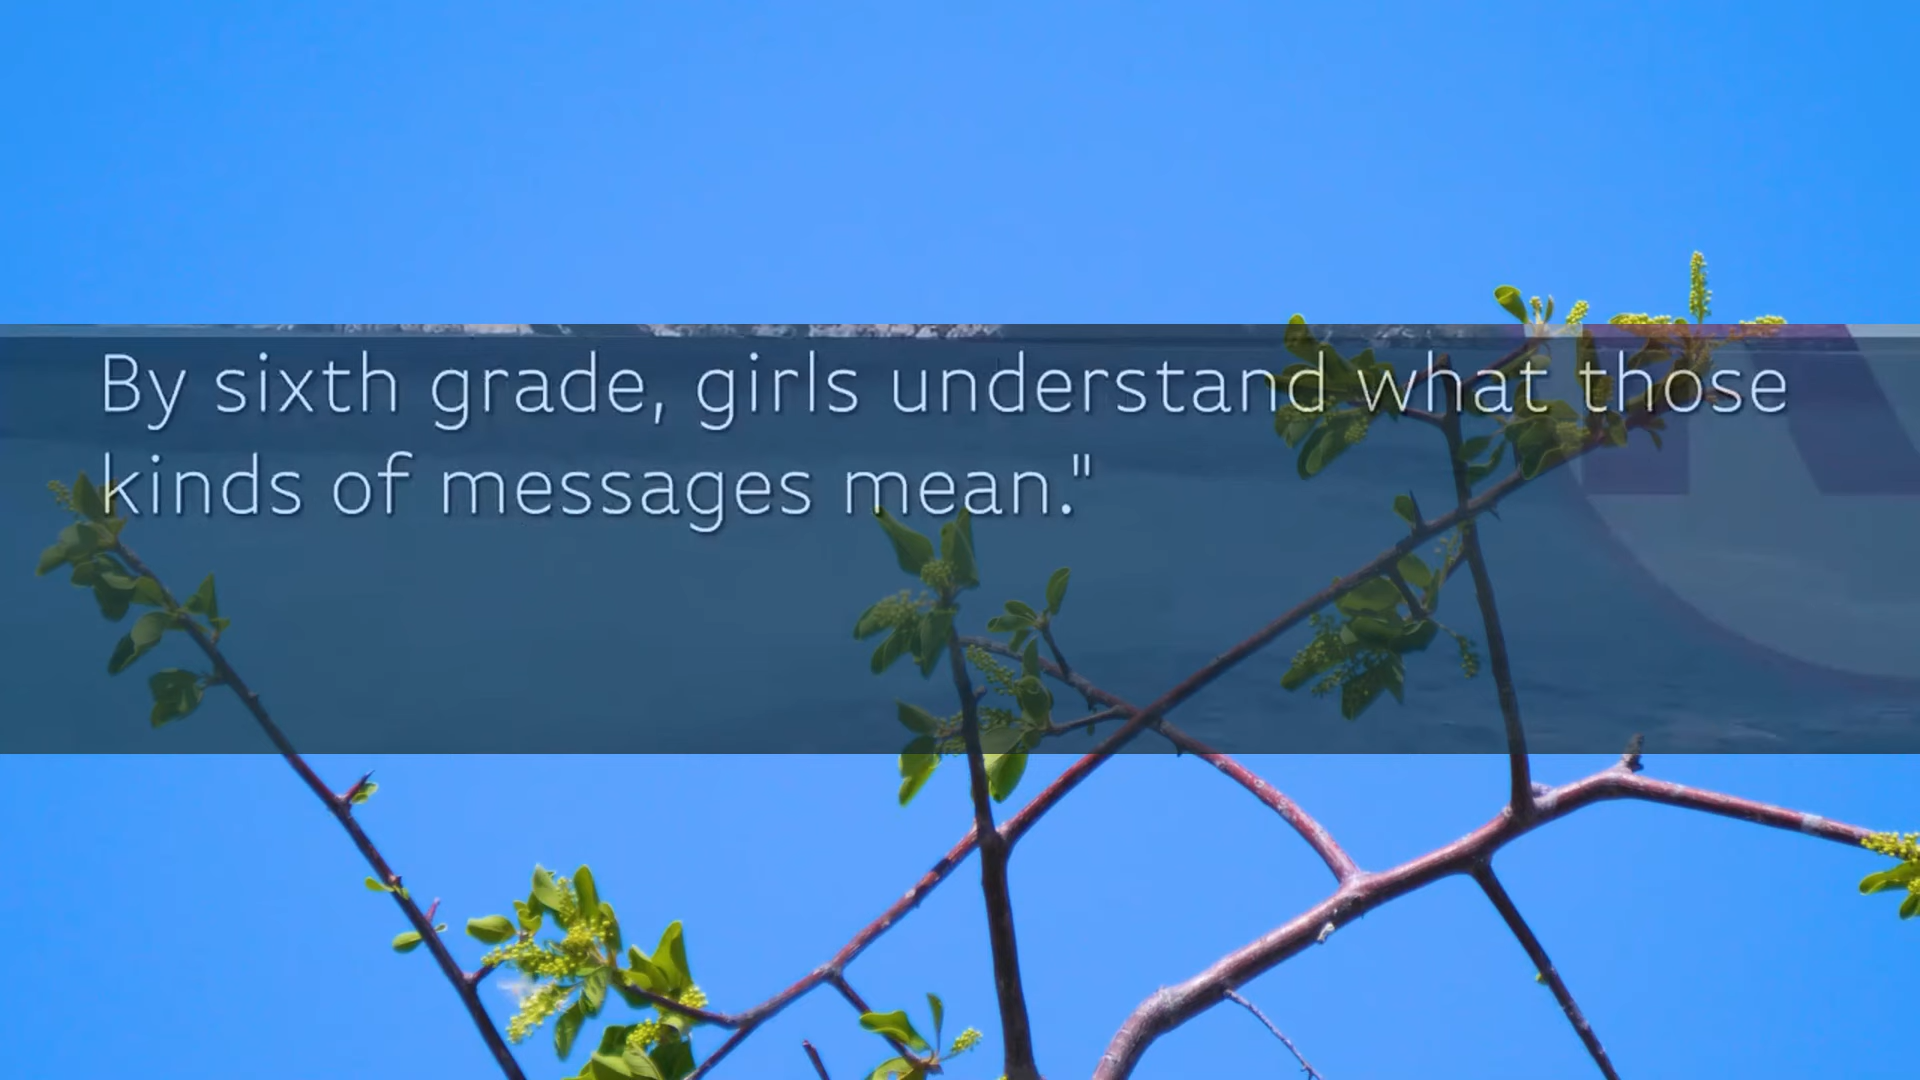 By sixth grade, girls understand what those
kinds of messages mean."